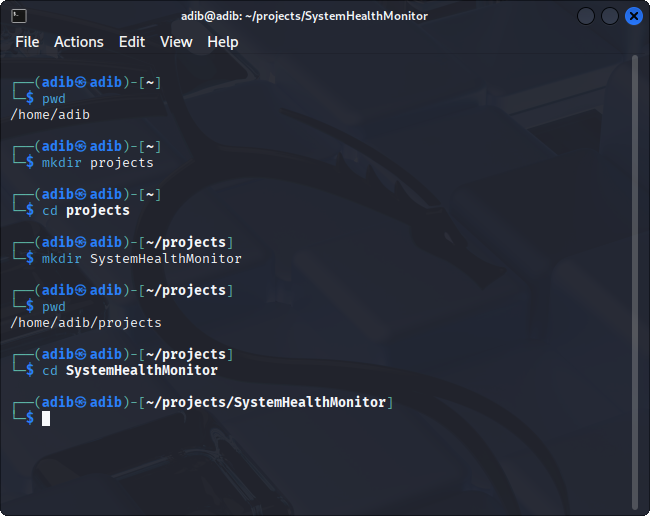 adib@adib: ~/projects/SystemHealthMonitor
File Actions Edit View Help
┌──(adib㉿adib)-[~]
└─$ pwd
/home/adib
┌──(adib㉿adib)-[~]
└─$ mkdir projects
┌──(adib㉿adib)-[~]
└─$ cd projects
┌──(adib㉿adib)-[~/projects]
└─$ mkdir SystemHealthMonitor
┌──(adib㉿adib)-[~/projects]
└─$ pwd
/home/adib/projects
┌──(adib㉿adib)-[~/projects]
└─$ cd SystemHealthMonitor
┌──(adib㉿adib)-[~/projects/SystemHealthMonitor]
└─$